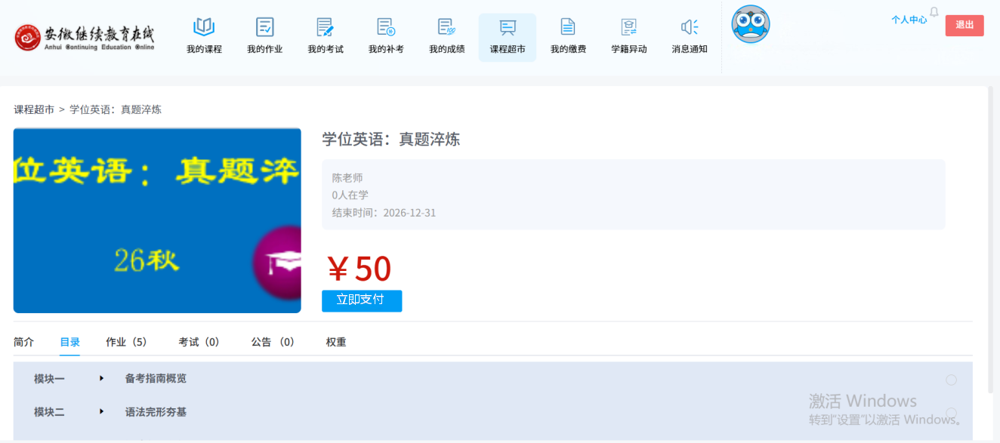 安徽继续教育在线
Anhui Continuing Education Online
我的课程
我的作业
我的考试
我的补考
我的成绩
课程超市
我的缴费
学籍异动
消息通知
个人中心
退出
课程超市 > 学位英语：真题淬炼
位英语：真题淬
26秋
学位英语：真题淬炼
陈老师
0人在学
结束时间：2026-12-31
￥50
立即支付
简介 目录 作业（5） 考试（0） 公告 （0） 权重
模块一 备考指南概览
模块二 语法完形夯基
激活 Windows
转到"设置"以激活 Windows。